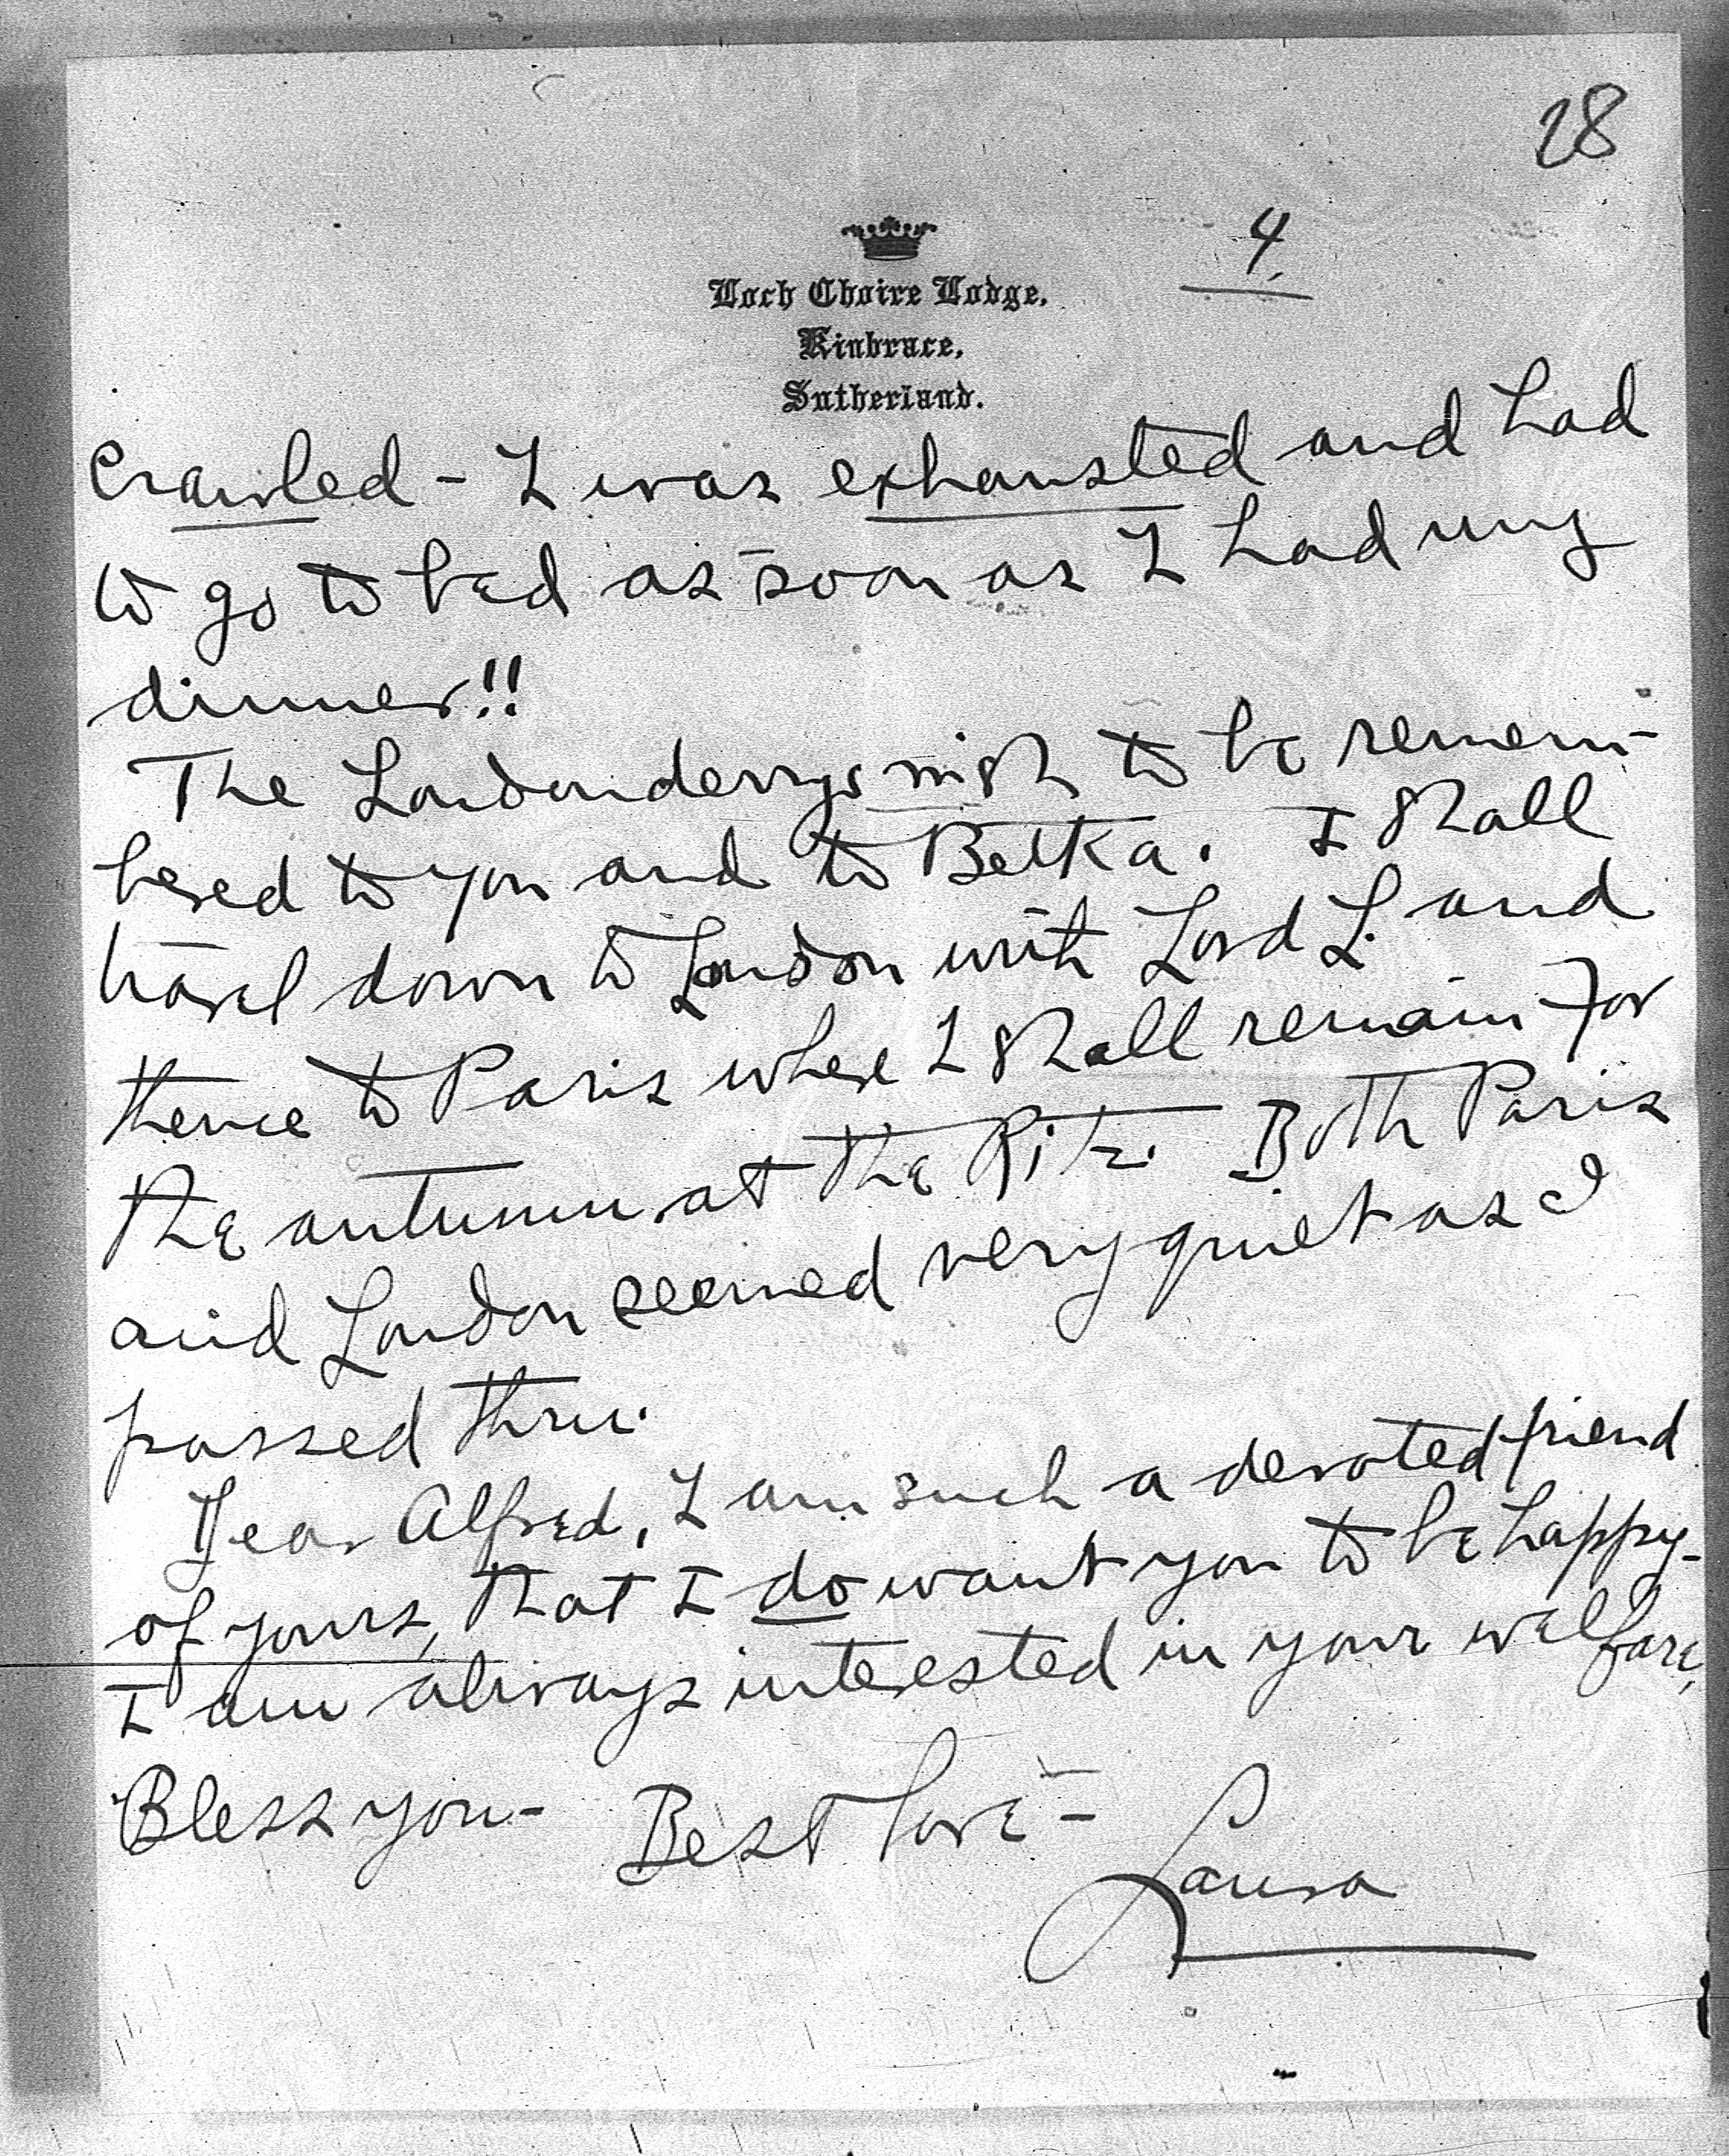 28
4.
Loch Choire Lodge,
Kinbrace,
Sutherland.
crawled - I was exhausted and had
to go to bed as soon as I had my
dinner!!
The Londonderrys wish to be remem-
bered to you and to Belka. I shall
travel down to London with Lord L. and
thence to Paris where I shall remain for
the autumn at the Ritz. Both Paris
and London seemed very quiet as I
passed thru.
Dear Alfred, I am such a devoted friend
of yours, that I do want you to be happy-
I am always interested in your welfare,
Bless you- Best love-
Laura